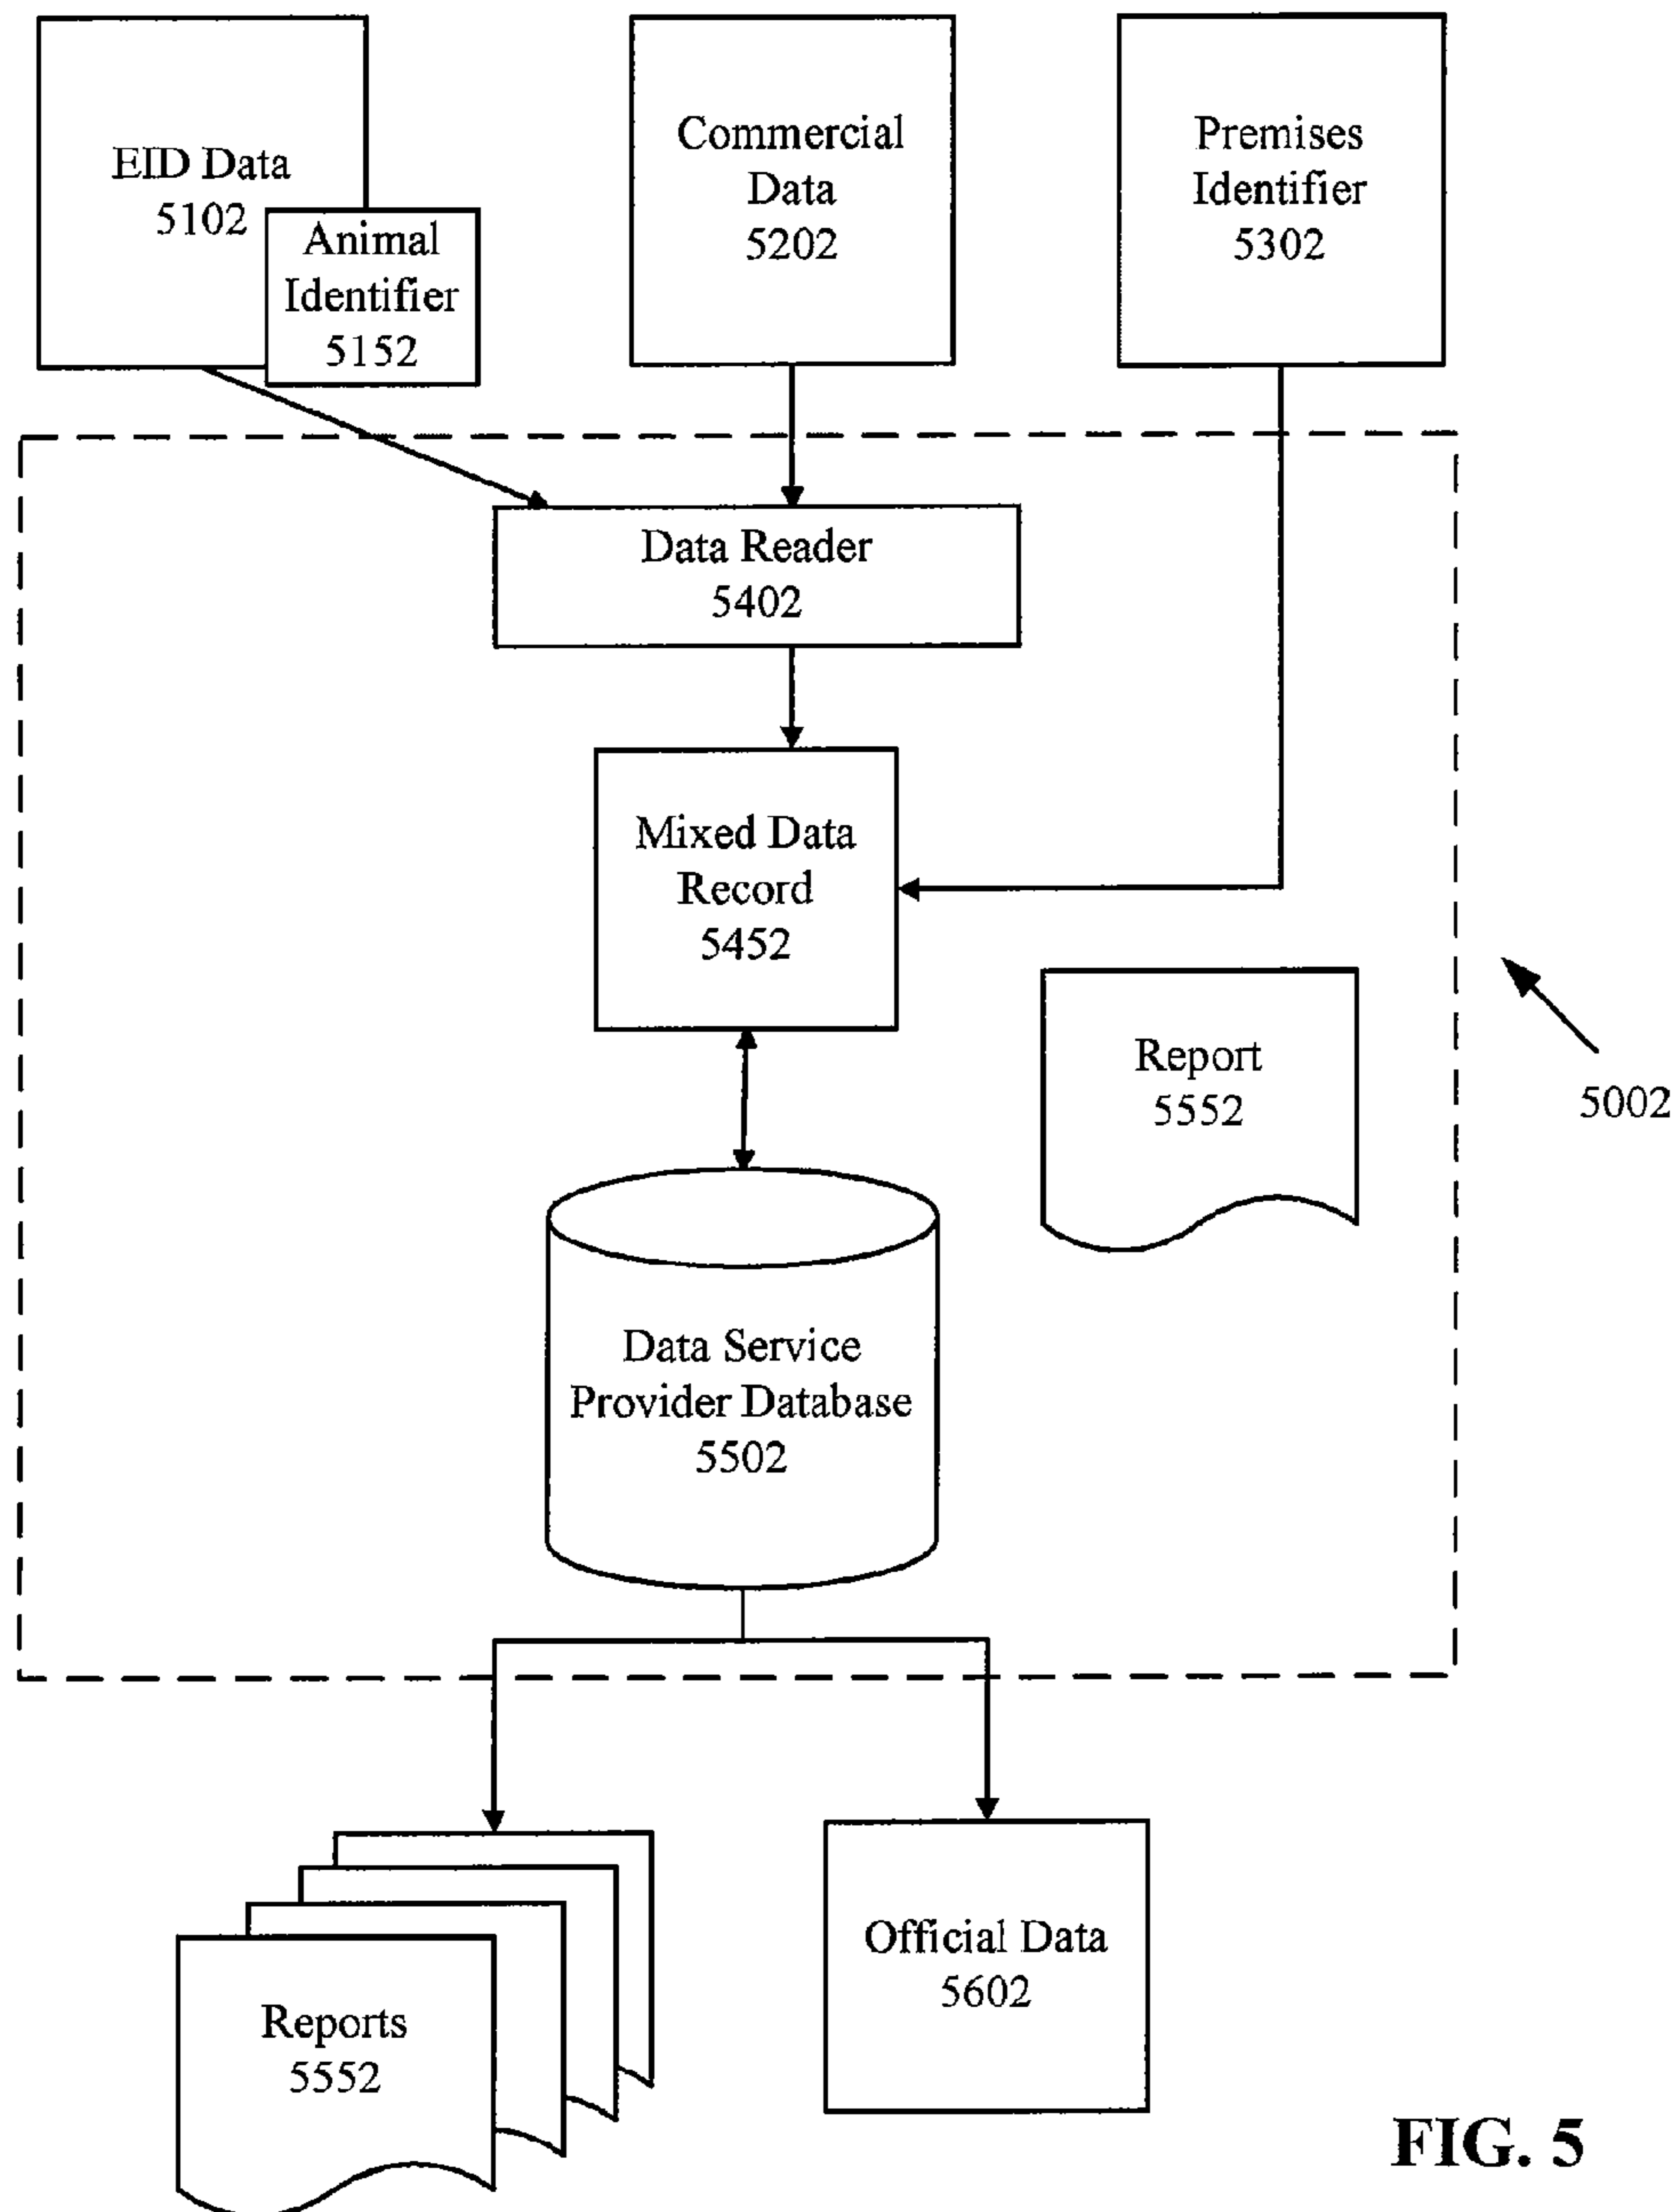 EID Data
5102
Animal
Identifier
5152
Commercial
Data
5202
Premises
Identifier
5302
Data Reader
5402
Mixed Data
Record
5452
Report
5552
5002
Data Service
Provider Database
5502
Reports
5552
Official Data
5602
FIG. 5